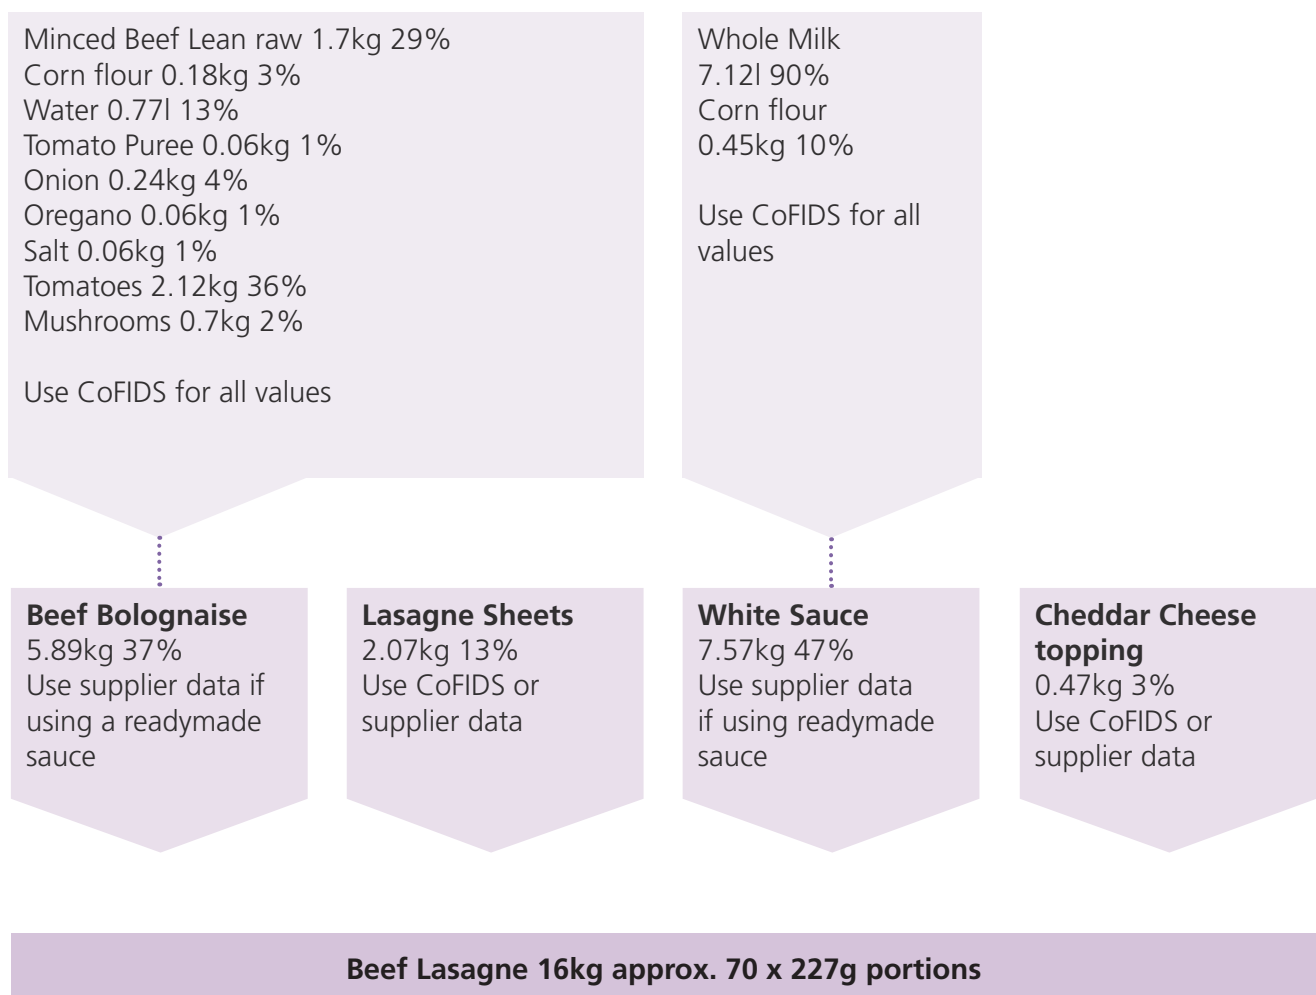 Minced Beef Lean raw 1.7kg 29%
Corn flour 0.18kg 3%
Water 0.77l 13%
Tomato Puree 0.06kg 1%
Onion 0.24kg 4%
Oregano 0.06kg 1%
Salt 0.06kg 1%
Tomatoes 2.12kg 36%
Mushrooms 0.7kg 2%
Use CoFIDS for all values
Whole Milk
7.12l 90%
Corn flour
0.45kg 10%
Use CoFIDS for all
values
Beef Bolognaise
5.89kg 37%
Use supplier data if
using a readymade
sauce
Lasagne Sheets
2.07kg 13%
Use CoFIDS or
supplier data
White Sauce
7.57kg 47%
Use supplier data
if using readymade
sauce
Cheddar Cheese
topping
0.47kg 3%
Use CoFIDS or
supplier data
Beef Lasagne 16kg approx. 70 x 227g portions